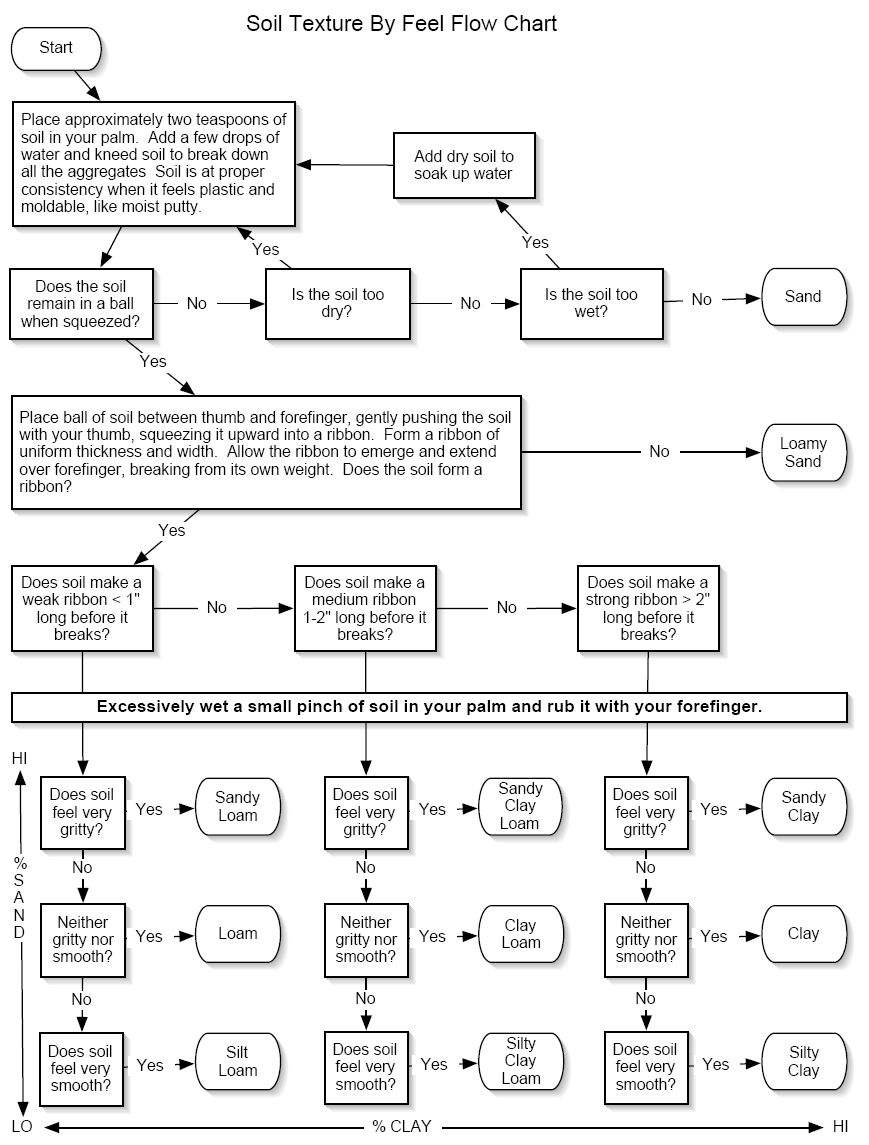 Soil Texture By Feel Flow Chart
Start
Place approximately two teaspoons of
soil in your palm. Add a few drops of
water and kneed soil to break down
all the aggregates Soil is at proper
consistency when it feels plastic and
moldable, like moist putty.
Add dry soil to
soak up water
Yes
Yes
Does the soil
remain in a ball
when squeezed?
No
Is the soil too
dry?
No
Is the soil too
wet?
No
Sand
Yes
Place ball of soil between thumb and forefinger, gently pushing the soil
with your thumb, squeezing it upward into a ribbon. Form a ribbon of
uniform thickness and width. Allow the ribbon to emerge and extend
over forefinger, breaking from its own weight. Does the soil form a
ribbon?
No
Loamy
Sand
Yes
Does soil make a
weak ribbon < 1"
long before it
breaks?
No
Does soil make a
medium ribbon
1-2" long before it
breaks?
No
Does soil make a
strong ribbon > 2"
long before it
breaks?
Excessively wet a small pinch of soil in your palm and rub it with your forefinger.
HI
% SAND
Does soil
feel very
gritty?
Yes
Sandy
Loam
Does soil
feel very
gritty?
Yes
Sandy
Clay
Loam
Does soil
feel very
gritty?
Yes
Sandy
Clay
No
No
No
Neither
gritty nor
smooth?
Yes
Loam
Neither
gritty nor
smooth?
Yes
Clay
Loam
Neither
gritty nor
smooth?
Yes
Clay
No
No
No
Does soil
feel very
smooth?
Yes
Silt
Loam
Does soil
feel very
smooth?
Yes
Silty
Clay
Loam
Does soil
feel very
smooth?
Yes
Silty
Clay
LO
% CLAY
HI